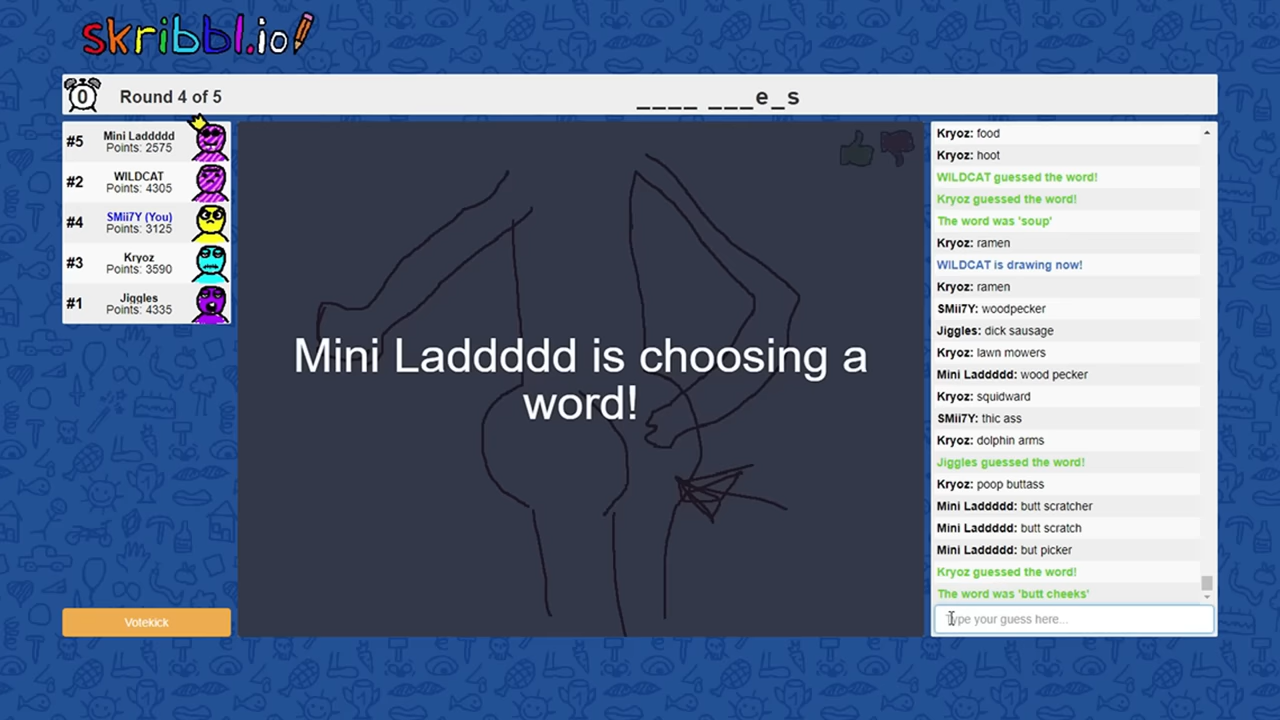 skribbl.io
0
Round 4 of 5
____ ___e_s
#5
Mini Laddddd
Points: 2575
#2
WILDCAT
Points: 4305
#4
SMii7Y (You)
Points: 3125
#3
Kryoz
Points: 3590
#1
Jiggles
Points: 4335
Votekick
Mini Laddddd is choosing a
word!
Kryoz: food
Kryoz: hoot
WILDCAT guessed the word!
Kryoz guessed the word!
The word was 'soup'
Kryoz: ramen
WILDCAT is drawing now!
Kryoz: ramen
SMii7Y: woodpecker
Jiggles: dick sausage
Kryoz: lawn mowers
Mini Laddddd: wood pecker
Kryoz: squidward
SMii7Y: thic ass
Kryoz: dolphin arms
Jiggles guessed the word!
Kryoz: poop buttass
Mini Laddddd: butt scratcher
Mini Laddddd: butt scratch
Mini Laddddd: but picker
Kryoz guessed the word!
The word was 'butt cheeks'
Type your guess here...